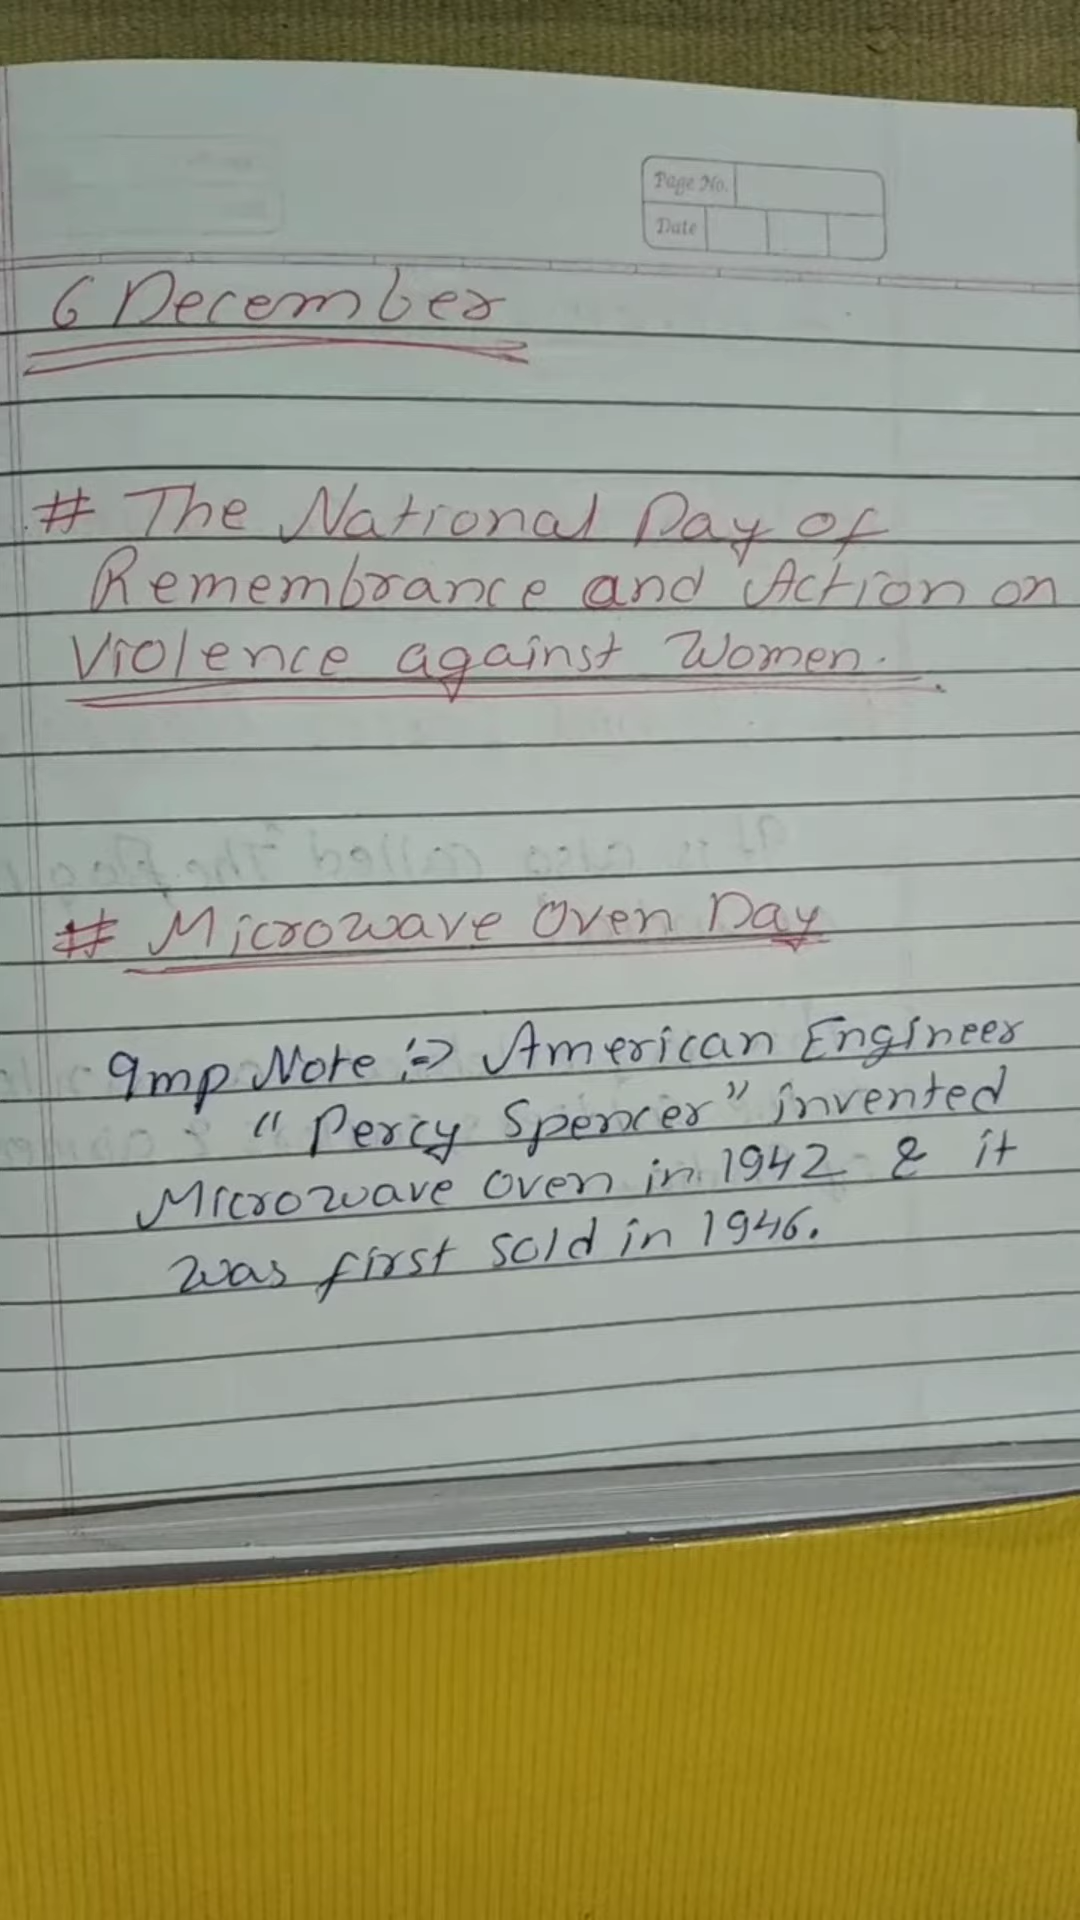 Page No.
Date
6 December
# The National Day of
Remembrance and Action on
Violence against Women.
# Microwave Oven Day
Imp Note :=> American Engineer
"Percy Spencer" invented
Microwave oven in 1942 & it
was first sold in 1946.